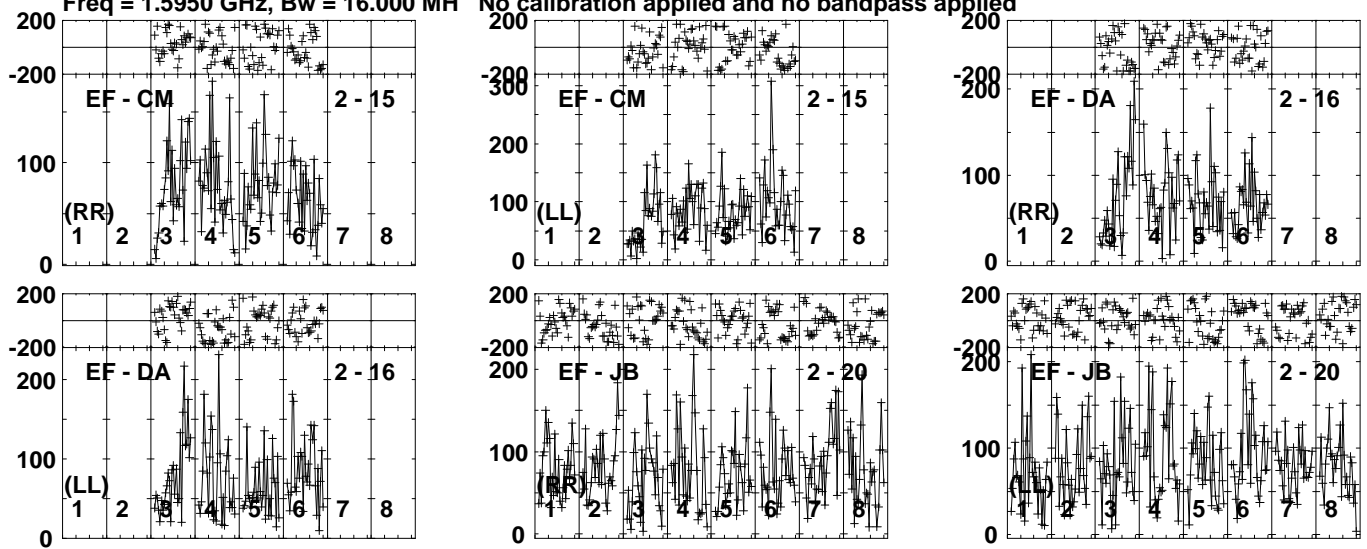 Freq = 1.5950 GHz, Bw = 16.000 MH No calibration applied and no bandpass applied
200
-200
EF - CM 2 - 15
100
(RR)
1 2 3 4 5 6 7 8
0
300
EF - CM 2 - 15
200
100
(LL)
1 2 3 4 5 6 7 8
0
-200
200
EF - DA 2 - 16
100
(RR)
1 2 3 4 5 6 7 8
0
200
-200
200
EF - DA 2 - 16
100
(LL)
1 2 3 4 5 6 7 8
0
200
-200
200
EF - JB 2 - 20
100
(RR)
1 2 3 4 5 6 7 8
0
200
-200
200
EF - JB 2 - 20
100
(LL)
1 2 3 4 5 6 7 8
0